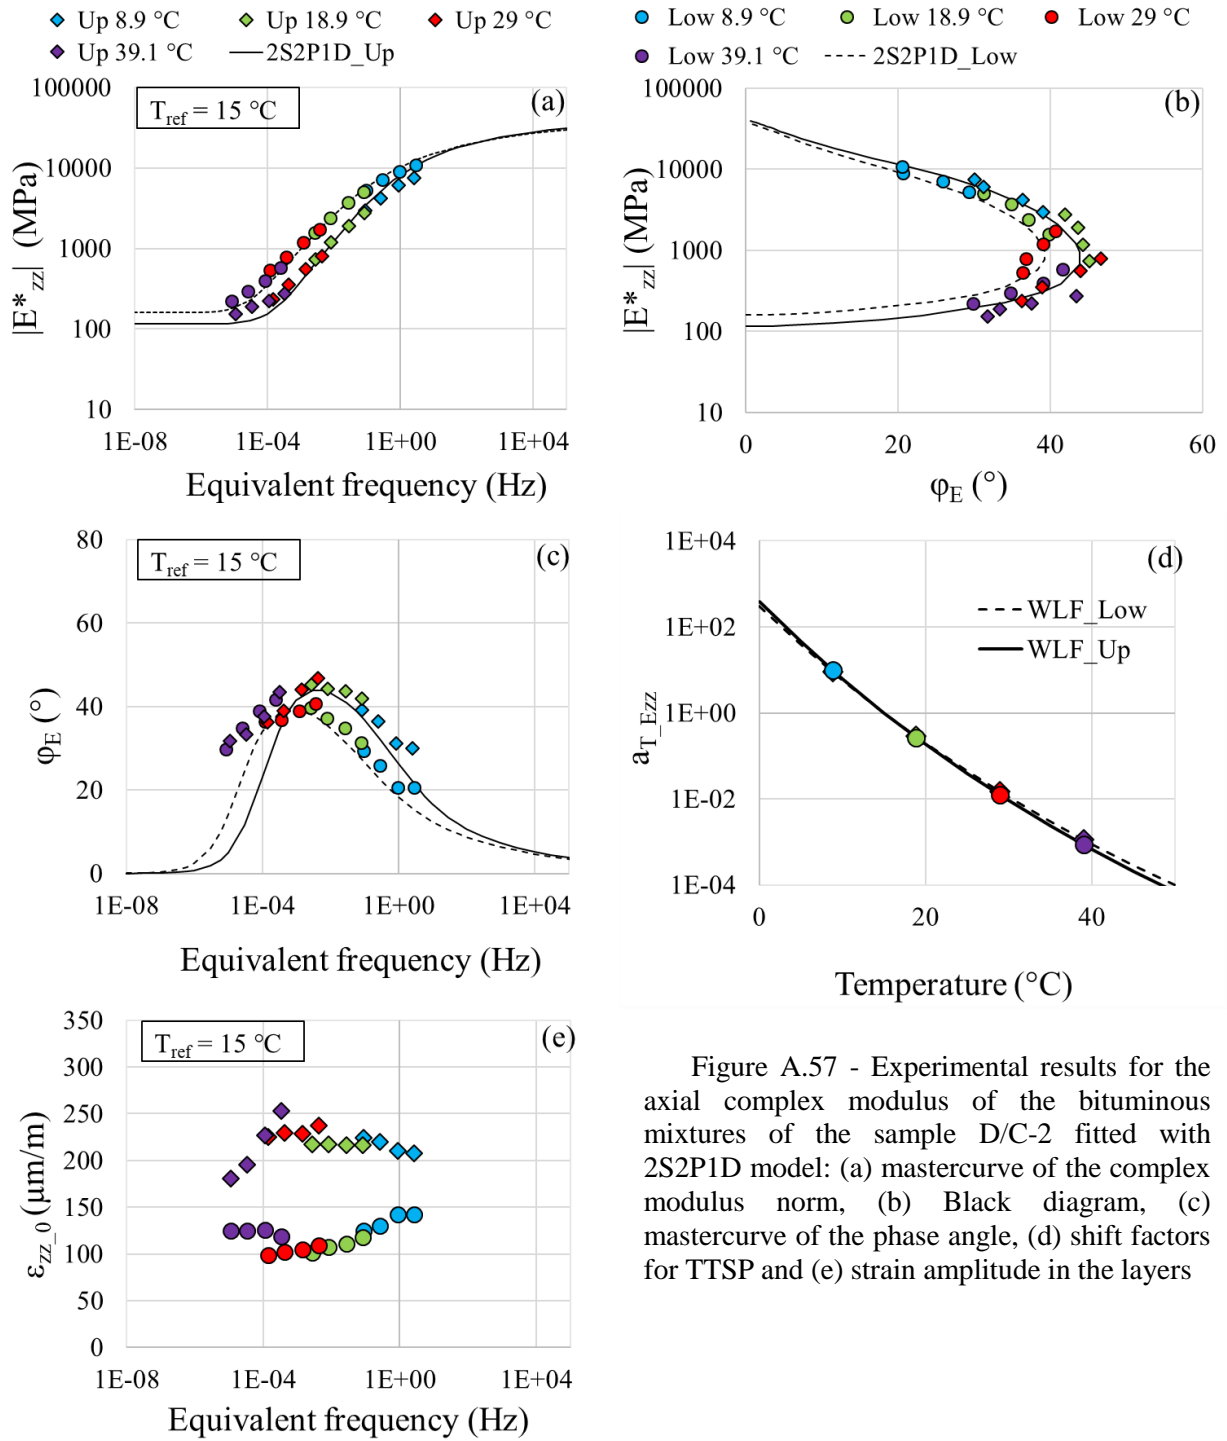 Up 8.9 °C Up 18.9 °C Up 29 °C
Up 39.1 °C 2S2P1D_Up
Low 8.9 °C Low 18.9 °C Low 29 °C
Low 39.1 °C 2S2P1D_Low
(a)
T_ref = 15 °C
100000
10000
1000
100
10
|E*_zz| (MPa)
1E-08 1E-04 1E+00 1E+04
Equivalent frequency (Hz)
(b)
100000
10000
1000
100
10
|E*_zz| (MPa)
0 20 40 60
φ_E (°)
(c)
T_ref = 15 °C
80
60
40
20
0
φ_E (°)
1E-08 1E-04 1E+00 1E+04
Equivalent frequency (Hz)
(d)
1E+04
1E+02
1E+00
1E-02
1E-04
a_T_Ezz
WLF_Low
WLF_Up
0 20 40
Temperature (°C)
(e)
T_ref = 15 °C
350
300
250
200
150
100
50
0
ε_zz_0 (μm/m)
1E-08 1E-04 1E+00 1E+04
Equivalent frequency (Hz)
Figure A.57 - Experimental results for the
axial complex modulus of the bituminous
mixtures of the sample D/C-2 fitted with
2S2P1D model: (a) mastercurve of the complex
modulus norm, (b) Black diagram, (c)
mastercurve of the phase angle, (d) shift factors
for TTSP and (e) strain amplitude in the layers